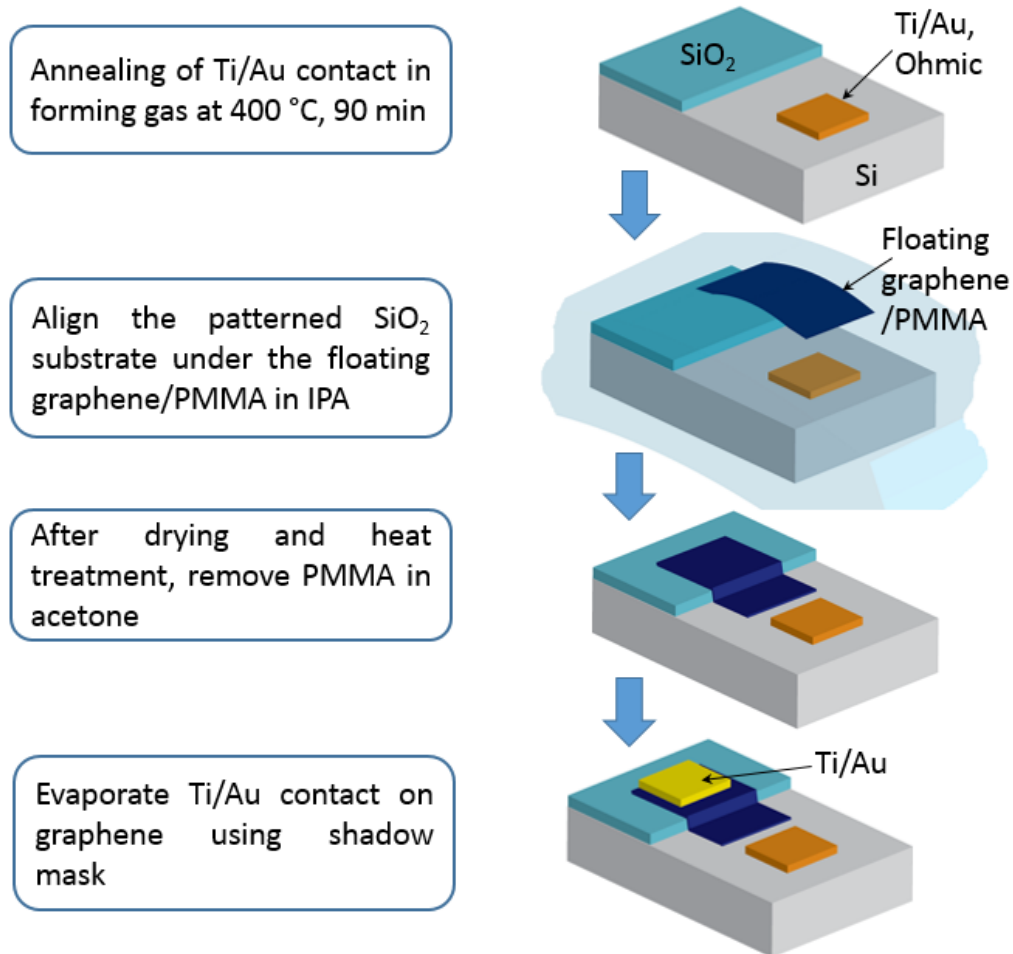 Annealing of Ti/Au contact in
forming gas at 400 °C, 90 min
SiO₂
Ti/Au,
Ohmic
Si
Align the patterned SiO₂
substrate under the floating
graphene/PMMA in IPA
Floating
graphene
/PMMA
After drying and heat
treatment, remove PMMA in
acetone
Evaporate Ti/Au contact on
graphene using shadow
mask
Ti/Au